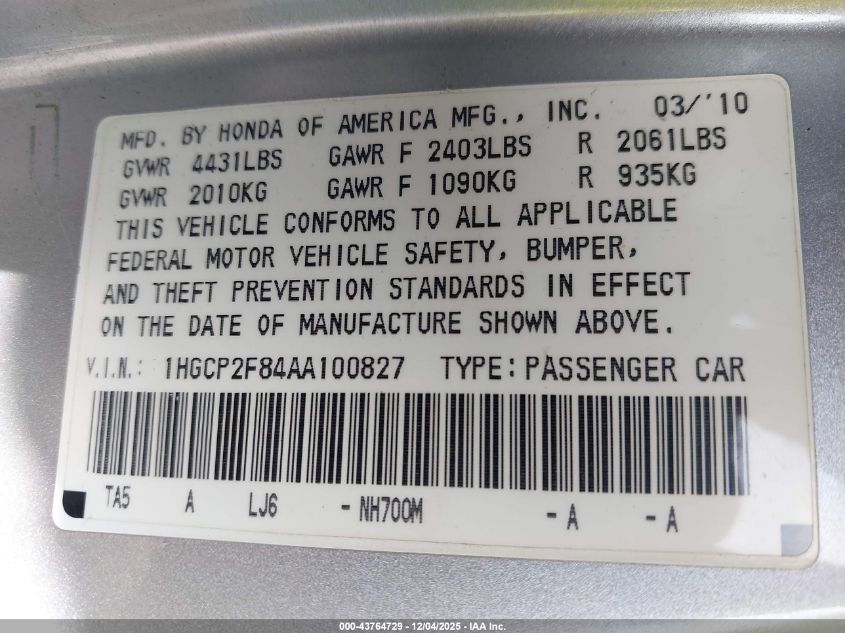 MFD. BY HONDA OF AMERICA MFG., INC. 03/'10
GVWR 4431LBS GAWR F 2403LBS R 2061LBS
GVWR 2010KG GAWR F 1090KG R 935KG
THIS VEHICLE CONFORMS TO ALL APPLICABLE
FEDERAL MOTOR VEHICLE SAFETY, BUMPER,
AND THEFT PREVENTION STANDARDS IN EFFECT
ON THE DATE OF MANUFACTURE SHOWN ABOVE.
V.I.N.: 1HGCP2F84AA100827 TYPE: PASSENGER CAR
TA5 A LJ6 - NH700M - A - A
000-43764729 - 12/04/2025 - IAA Inc.